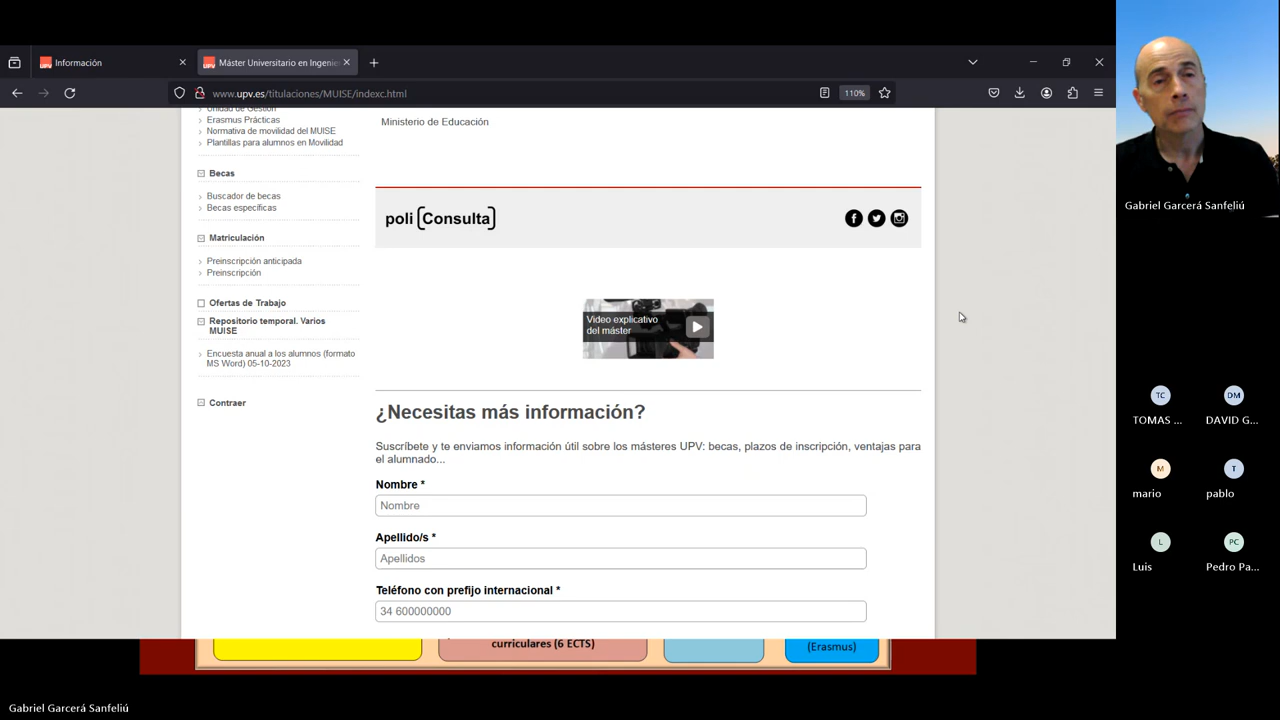 Información
Máster Universitario en Ingenie
www.upv.es/titulaciones/MUISE/indexc.html
110%
Unidad de Gestión
Erasmus Prácticas
Normativa de movilidad del MUISE
Plantillas para alumnos en Movilidad
Becas
Buscador de becas
Becas específicas
Matriculación
Preinscripción anticipada
Preinscripción
Ofertas de Trabajo
Repositorio temporal. Varios
MUISE
Encuesta anual a los alumnos (formato
MS Word) 05-10-2023
Contraer
Ministerio de Educación
poli [Consulta]
Video explicativo
del máster
¿Necesitas más información?
Suscríbete y te enviamos información útil sobre los másteres UPV: becas, plazos de inscripción, ventajas para
el alumnado...
Nombre *
Nombre
Apellido/s *
Apellidos
Teléfono con prefijo internacional *
34 600000000
curriculares (6 ECTS)
(Erasmus)
Gabriel Garcerá Sanfeliú
TC
TOMAS ...
DM
DAVID G...
M
mario
T
pablo
L
Luis
PC
Pedro Pa...
Gabriel Garcerá Sanfeliú